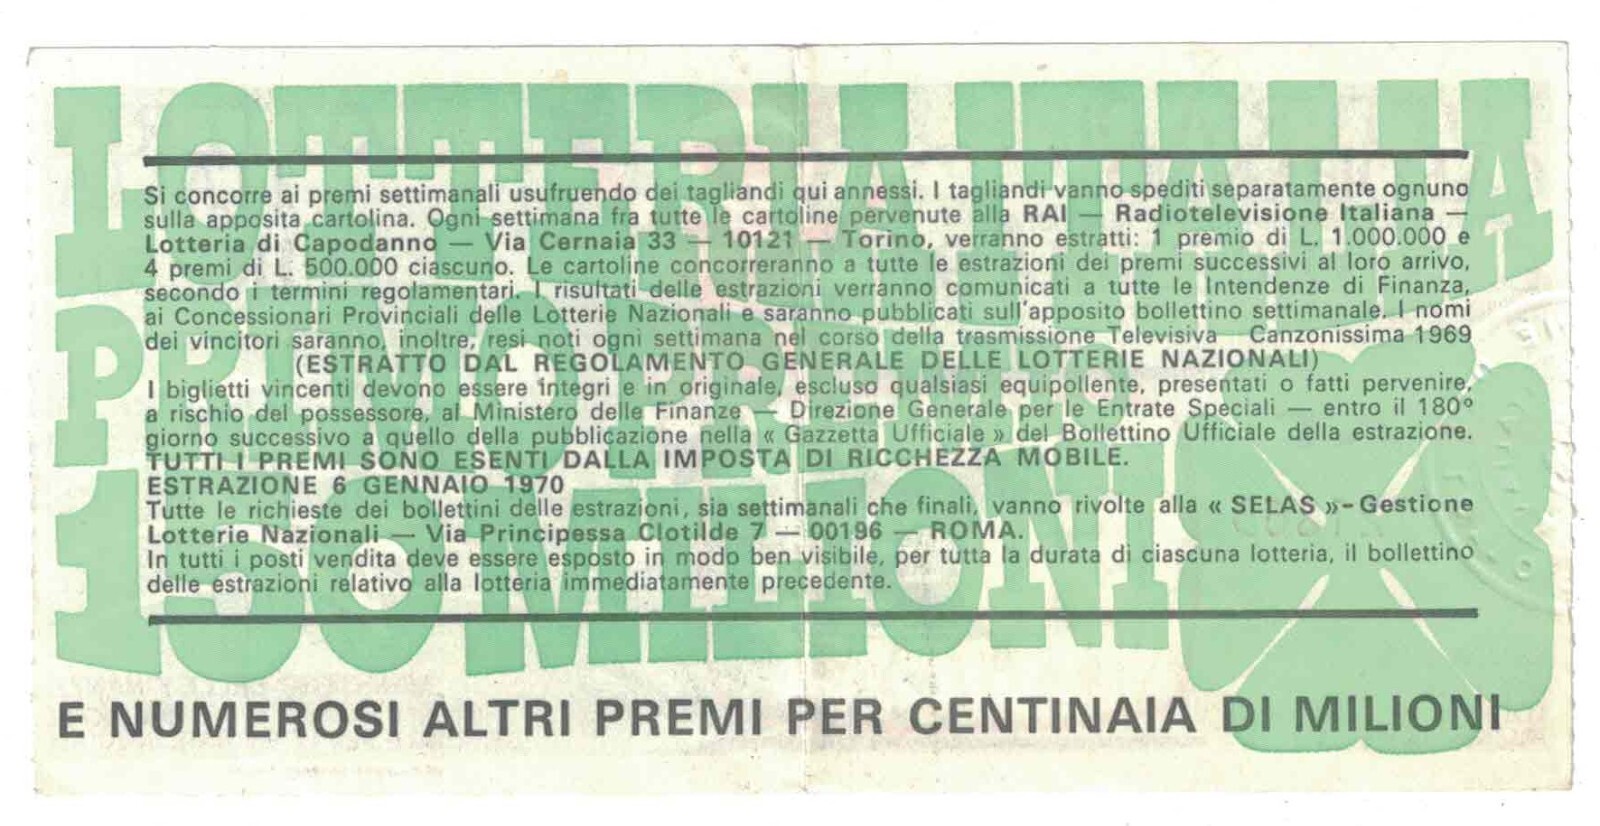 LOTTERIA ITALIA
PRIMO PREMIO
150 MILIONI
Si concorre ai premi settimanali usufruendo dei tagliandi qui annessi. I tagliandi vanno spediti separatamente ognuno
sulla apposita cartolina. Ogni settimana fra tutte le cartoline pervenute alla RAI — Radiotelevisione Italiana —
Lotteria di Capodanno — Via Cernaia 33 — 10121 — Torino, verranno estratti: 1 premio di L. 1.000.000 e
4 premi di L. 500.000 ciascuno. Le cartoline concorreranno a tutte le estrazioni dei premi successivi al loro arrivo,
secondo i termini regolamentari. I risultati delle estrazioni verranno comunicati a tutte le Intendenze di Finanza,
ai Concessionari Provinciali delle Lotterie Nazionali e saranno pubblicati sull'apposito bollettino settimanale. I nomi
dei vincitori saranno, inoltre, resi noti ogni settimana nel corso della trasmissione Televisiva Canzonissima 1969
(ESTRATTO DAL REGOLAMENTO GENERALE DELLE LOTTERIE NAZIONALI)
I biglietti vincenti devono essere integri e in originale, escluso qualsiasi equipollente, presentati o fatti pervenire,
a rischio del possessore, al Ministero delle Finanze — Direzione Generale per le Entrate Speciali — entro il 180°
giorno successivo a quello della pubblicazione nella « Gazzetta Ufficiale » del Bollettino Ufficiale della estrazione.
TUTTI I PREMI SONO ESENTI DALLA IMPOSTA DI RICCHEZZA MOBILE.
ESTRAZIONE 6 GENNAIO 1970
Tutte le richieste dei bollettini delle estrazioni, sia settimanali che finali, vanno rivolte alla « SELAS »-Gestione
Lotterie Nazionali — Via Principessa Clotilde 7 — 00196 — ROMA.
In tutti i posti vendita deve essere esposto in modo ben visibile, per tutta la durata di ciascuna lotteria, il bollettino
delle estrazioni relativo alla lotteria immediatamente precedente.
E NUMEROSI ALTRI PREMI PER CENTINAIA DI MILIONI